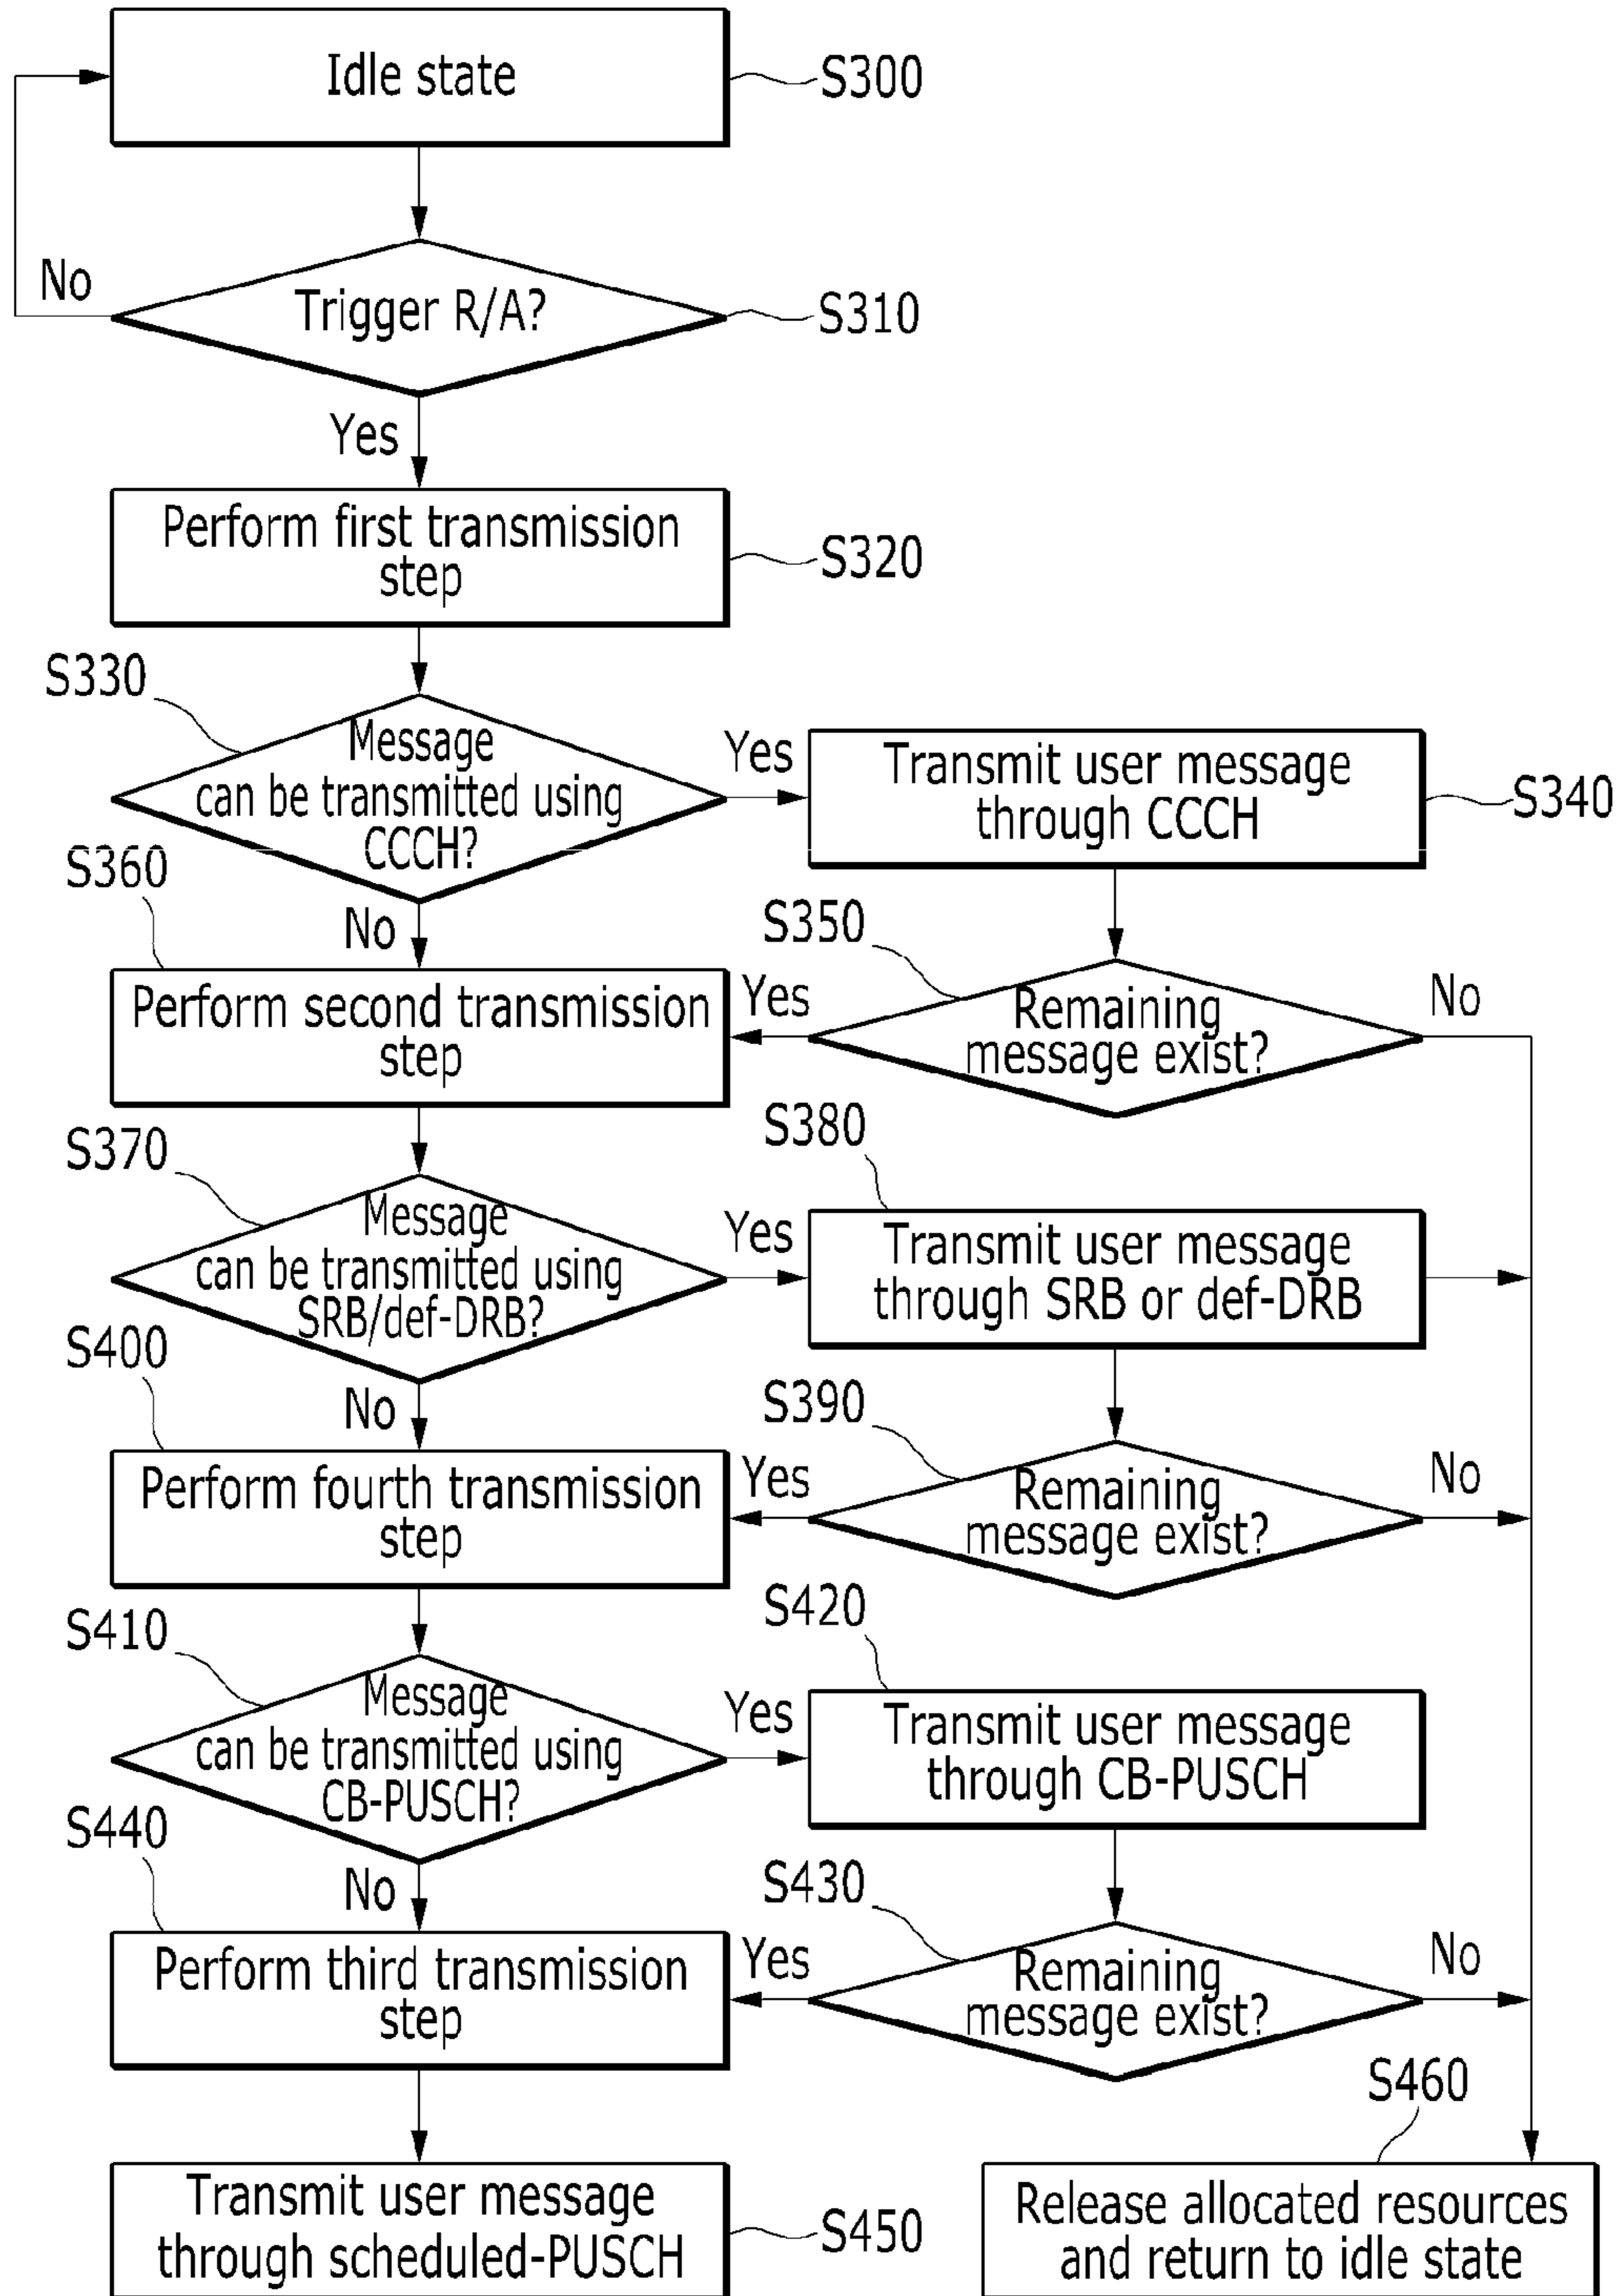 Idle state
S300
No
Trigger R/A?
S310
Yes
Perform first transmission
step
S320
S330
Message
can be transmitted using
CCCH?
Yes
Transmit user message
through CCCH
S340
S360
No
S350
Perform second transmission
step
Yes
Remaining
message exist?
No
S370
S380
Message
can be transmitted using
SRB/def-DRB?
Yes
Transmit user message
through SRB or def-DRB
S400
No
S390
Perform fourth transmission
step
Yes
Remaining
message exist?
No
S410
S420
Message
can be transmitted using
CB-PUSCH?
Yes
Transmit user message
through CB-PUSCH
S440
No
S430
Perform third transmission
step
Yes
Remaining
message exist?
No
S460
Transmit user message
through scheduled-PUSCH
S450
Release allocated resources
and return to idle state